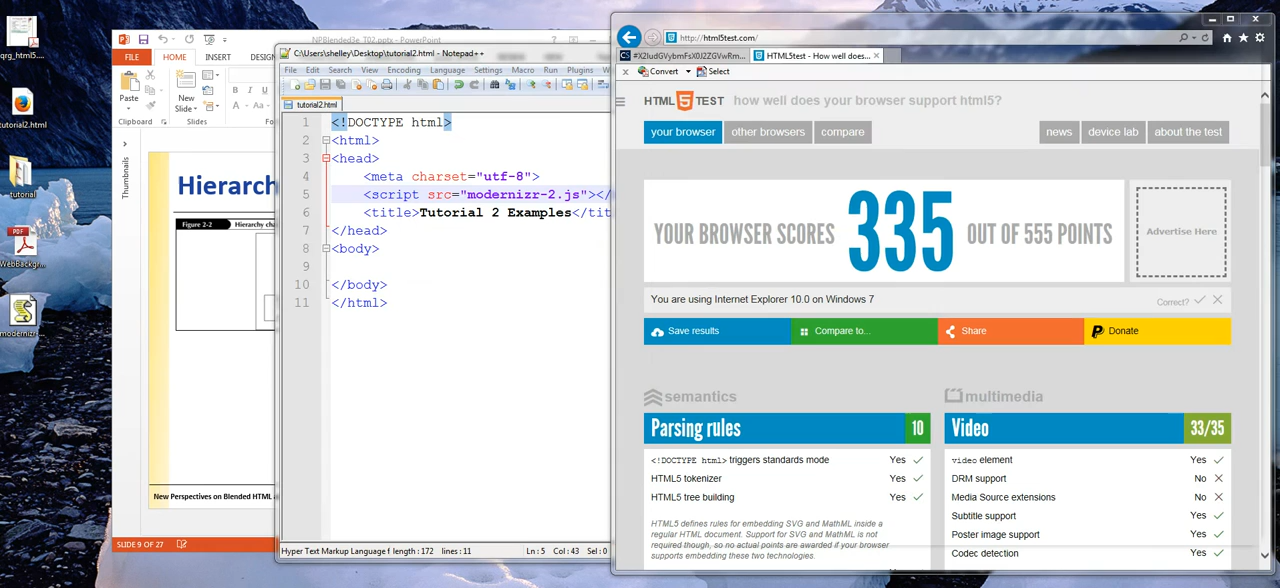 qrg_html5....
tutorial2.html
tutorial
WebBackgr...
modernizr-...
NPBlended3e_T02.pptx - PowerPoint
FILE HOME INSERT DESIGN
Paste
New
Slide
Clipboard Slides
B I U
Thumbnails
Hierarch
Figure 2-2 Hierarchy cha
New Perspectives on Blended HTML
SLIDE 9 OF 27
C:\Users\shelley\Desktop\tutorial2.html - Notepad++
File Edit Search View Encoding Language Settings Macro Run Plugins
tutorial2.html
1 <!DOCTYPE html>
2 <html>
3 <head>
4 <meta charset="utf-8">
5 <script src="modernizr-2.js"></
6 <title>Tutorial 2 Examples</tit
7 </head>
8 <body>
9
10 </body>
11 </html>
Hyper Text Markup Language f length : 172 lines : 11 Ln : 5 Col : 43 Sel : 0
http://html5test.com/
#X2IudGVybmFsX0J2ZGVwRm...
HTML5test - How well does...
Convert Select
HTML5TEST how well does your browser support html5?
your browser other browsers compare news device lab about the test
YOUR BROWSER SCORES 335 OUT OF 555 POINTS
Advertise Here
You are using Internet Explorer 10.0 on Windows 7
Correct?
Save results Compare to... Share Donate
semantics
Parsing rules 10
<!DOCTYPE html> triggers standards mode Yes
HTML5 tokenizer Yes
HTML5 tree building Yes
HTML5 defines rules for embedding SVG and MathML inside a
regular HTML document. Support for SVG and MathML is not
required though, so no actual points are awarded if your browser
supports embedding these two technologies.
multimedia
Video 33/35
video element Yes
DRM support No
Media Source extensions No
Subtitle support Yes
Poster image support Yes
Codec detection Yes